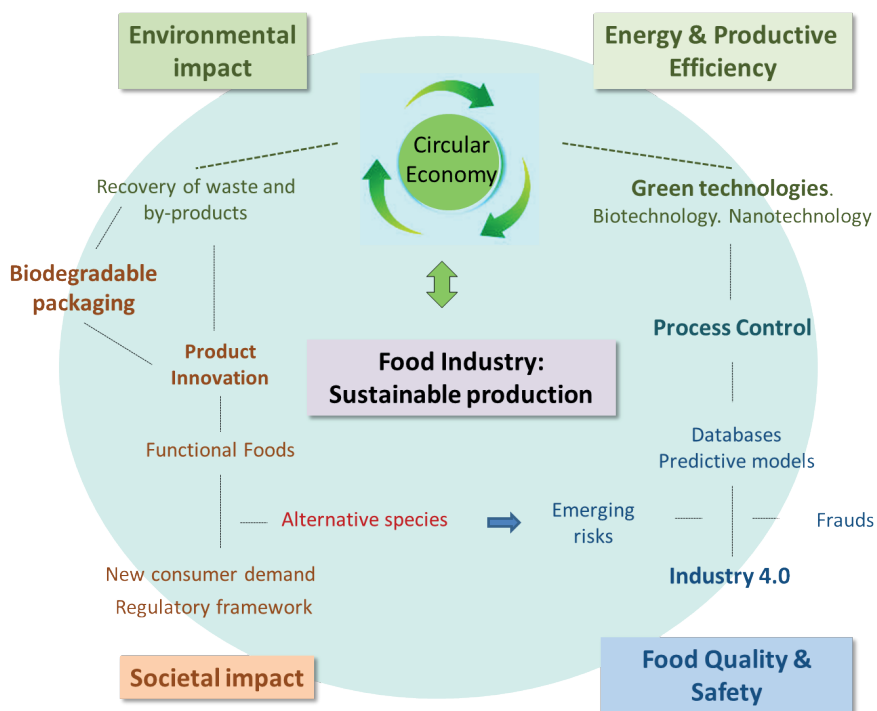 Environmental
impact
Energy & Productive
Efficiency
Circular
Economy
Recovery of waste and
by-products
Green technologies.
Biotechnology. Nanotechnology
Biodegradable
packaging
Process Control
Product
Innovation
Food Industry:
Sustainable production
Functional Foods
Databases
Predictive models
Alternative species
Emerging
risks
Frauds
New consumer demand
Regulatory framework
Industry 4.0
Societal impact
Food Quality &
Safety